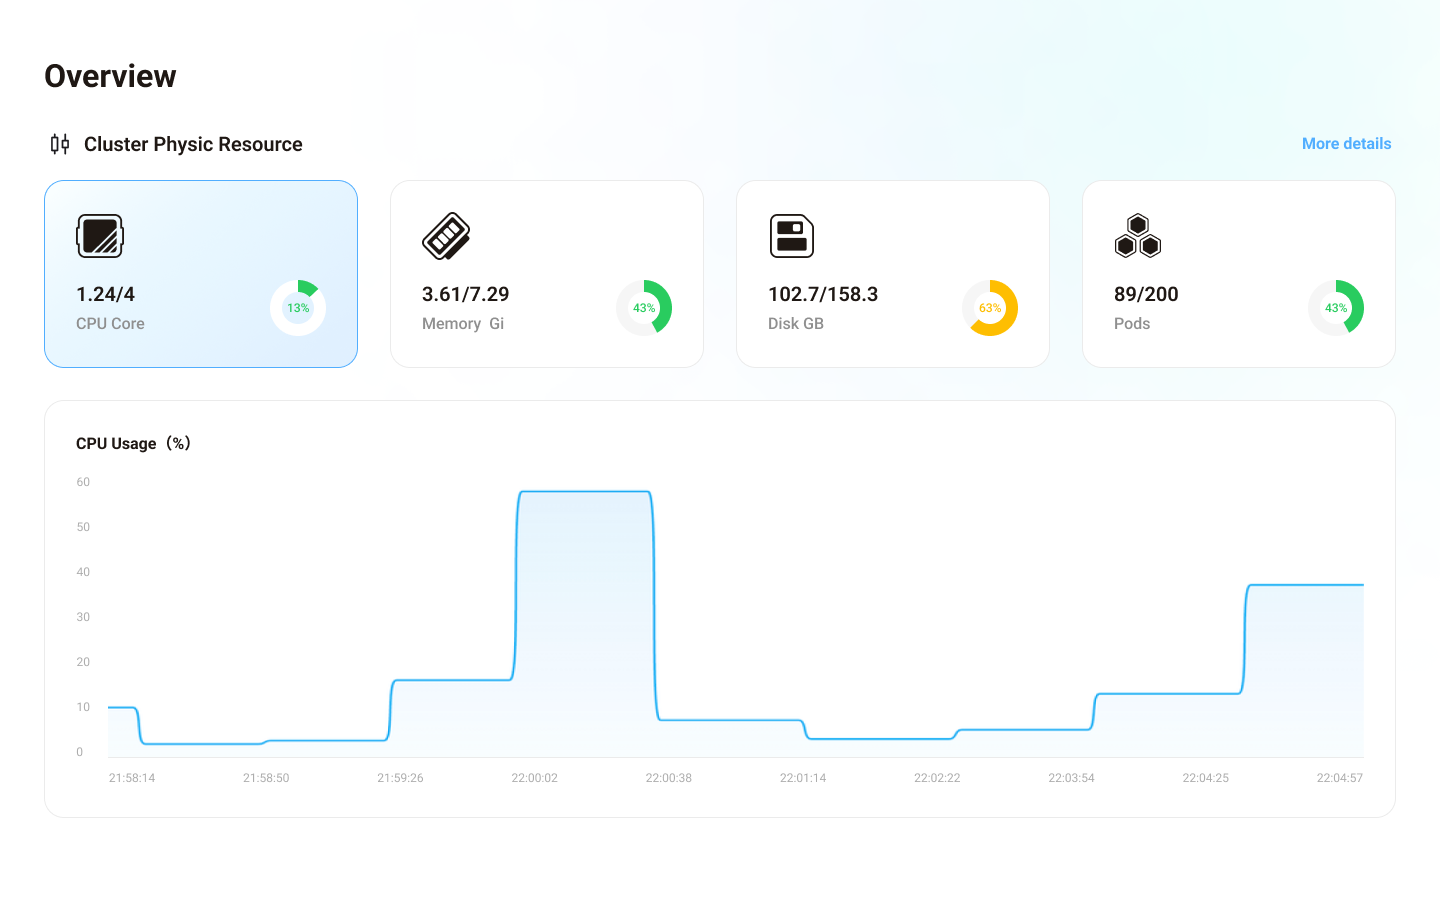 Overview
Cluster Physic Resource
More details
1.24/4
CPU Core
13%
3.61/7.29
Memory Gi
43%
102.7/158.3
Disk GB
63%
89/200
Pods
43%
CPU Usage（%）
60
50
40
30
20
10
0
21:58:14 21:58:50 21:59:26 22:00:02 22:00:38 22:01:14 22:02:22 22:03:54 22:04:25 22:04:57